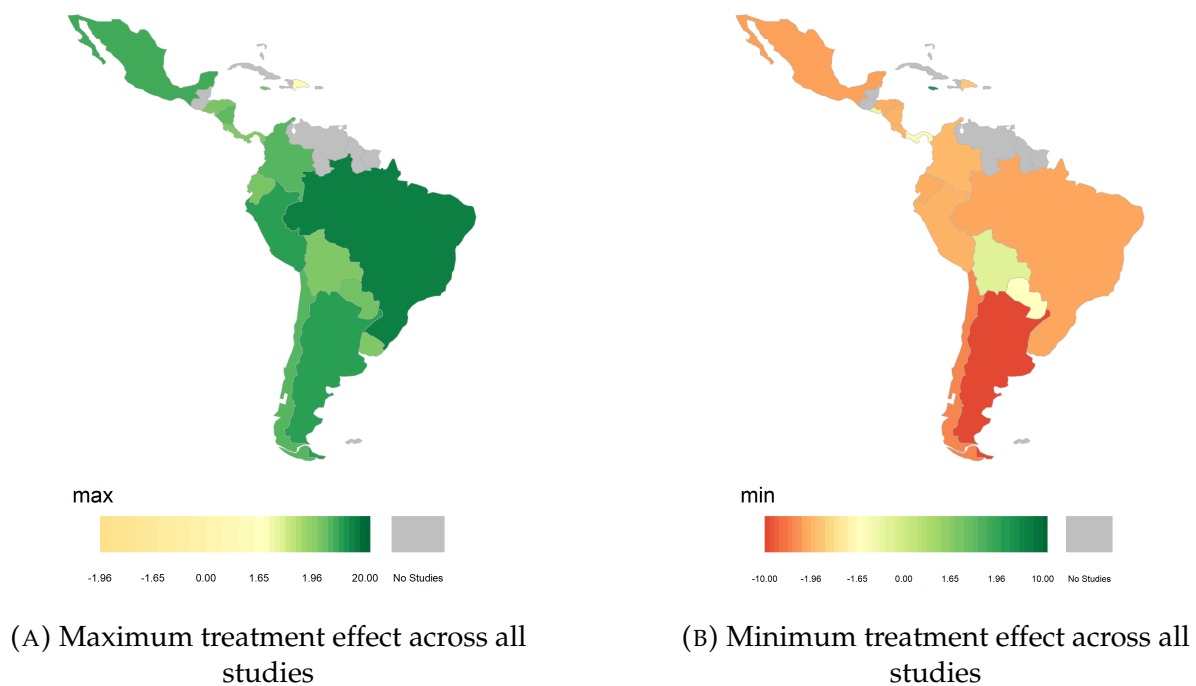 max
-1.96 -1.65 0.00 1.65 1.96 20.00 No Studies
(A) Maximum treatment effect across all
studies
min
-10.00 -1.96 -1.65 0.00 1.65 1.96 10.00 No Studies
(B) Minimum treatment effect across all
studies